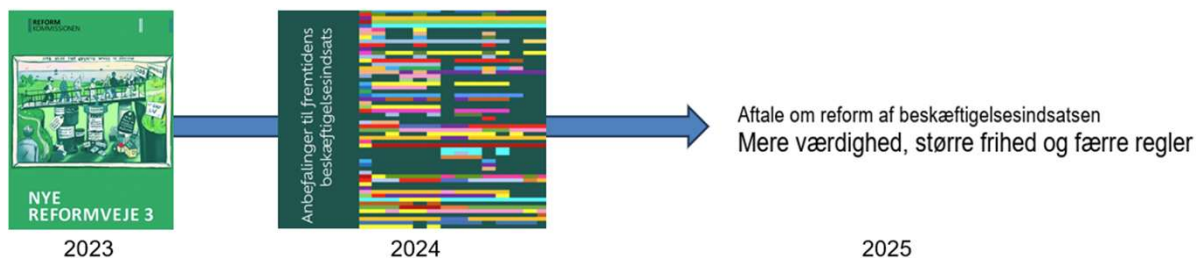 REFORM
KOMMISSIONEN
NYE
REFORMVEJE 3
2023
Anbefalinger til fremtidens
beskæftigelsesindsats
2024
Aftale om reform af beskæftigelsesindsatsen
Mere værdighed, større frihed og færre regler
2025